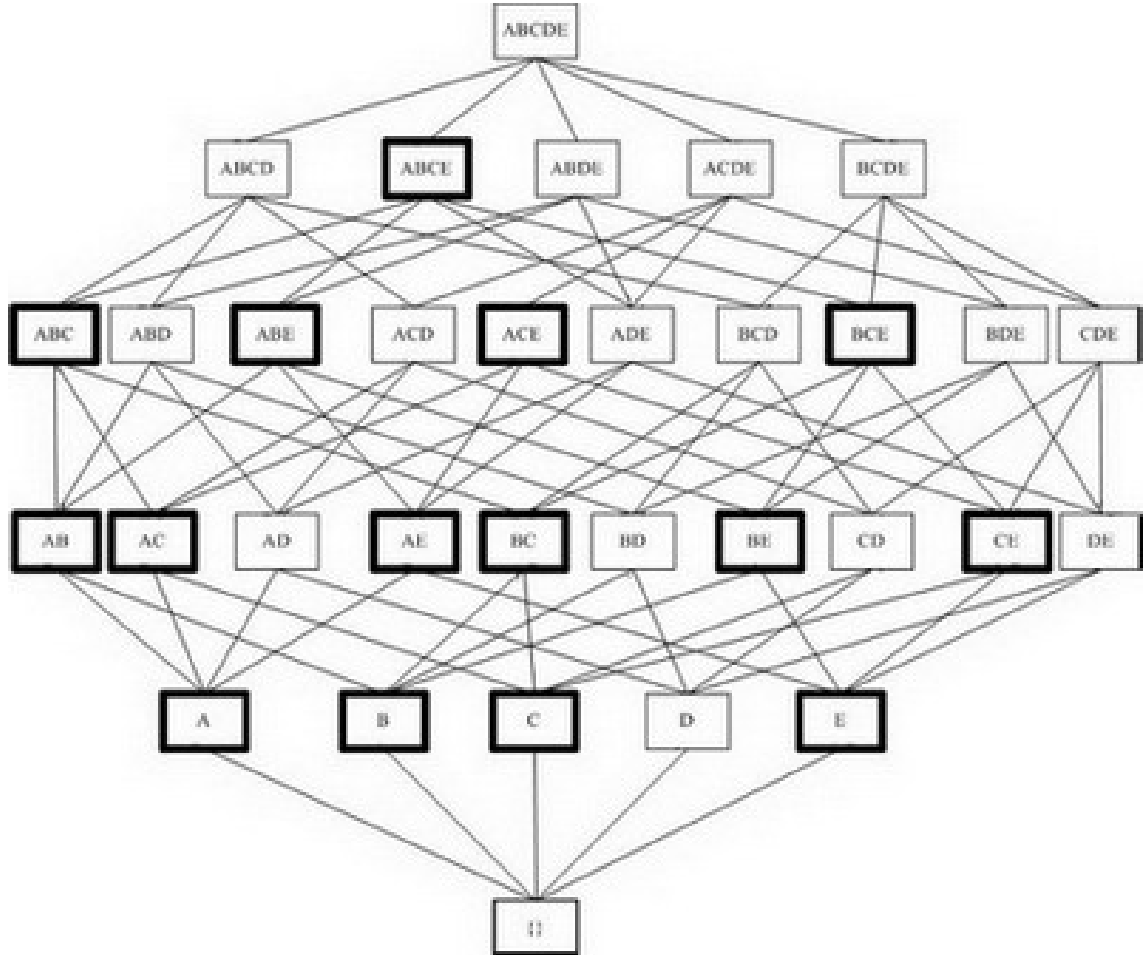 ABCDE
ABCD ABCE ABDE ACDE BCDE
ABC ABD ABE ACD ACE ADE BCD BCE BDE CDE
AB AC AD AE BC BD BE CD CE DE
A B C D E
{}